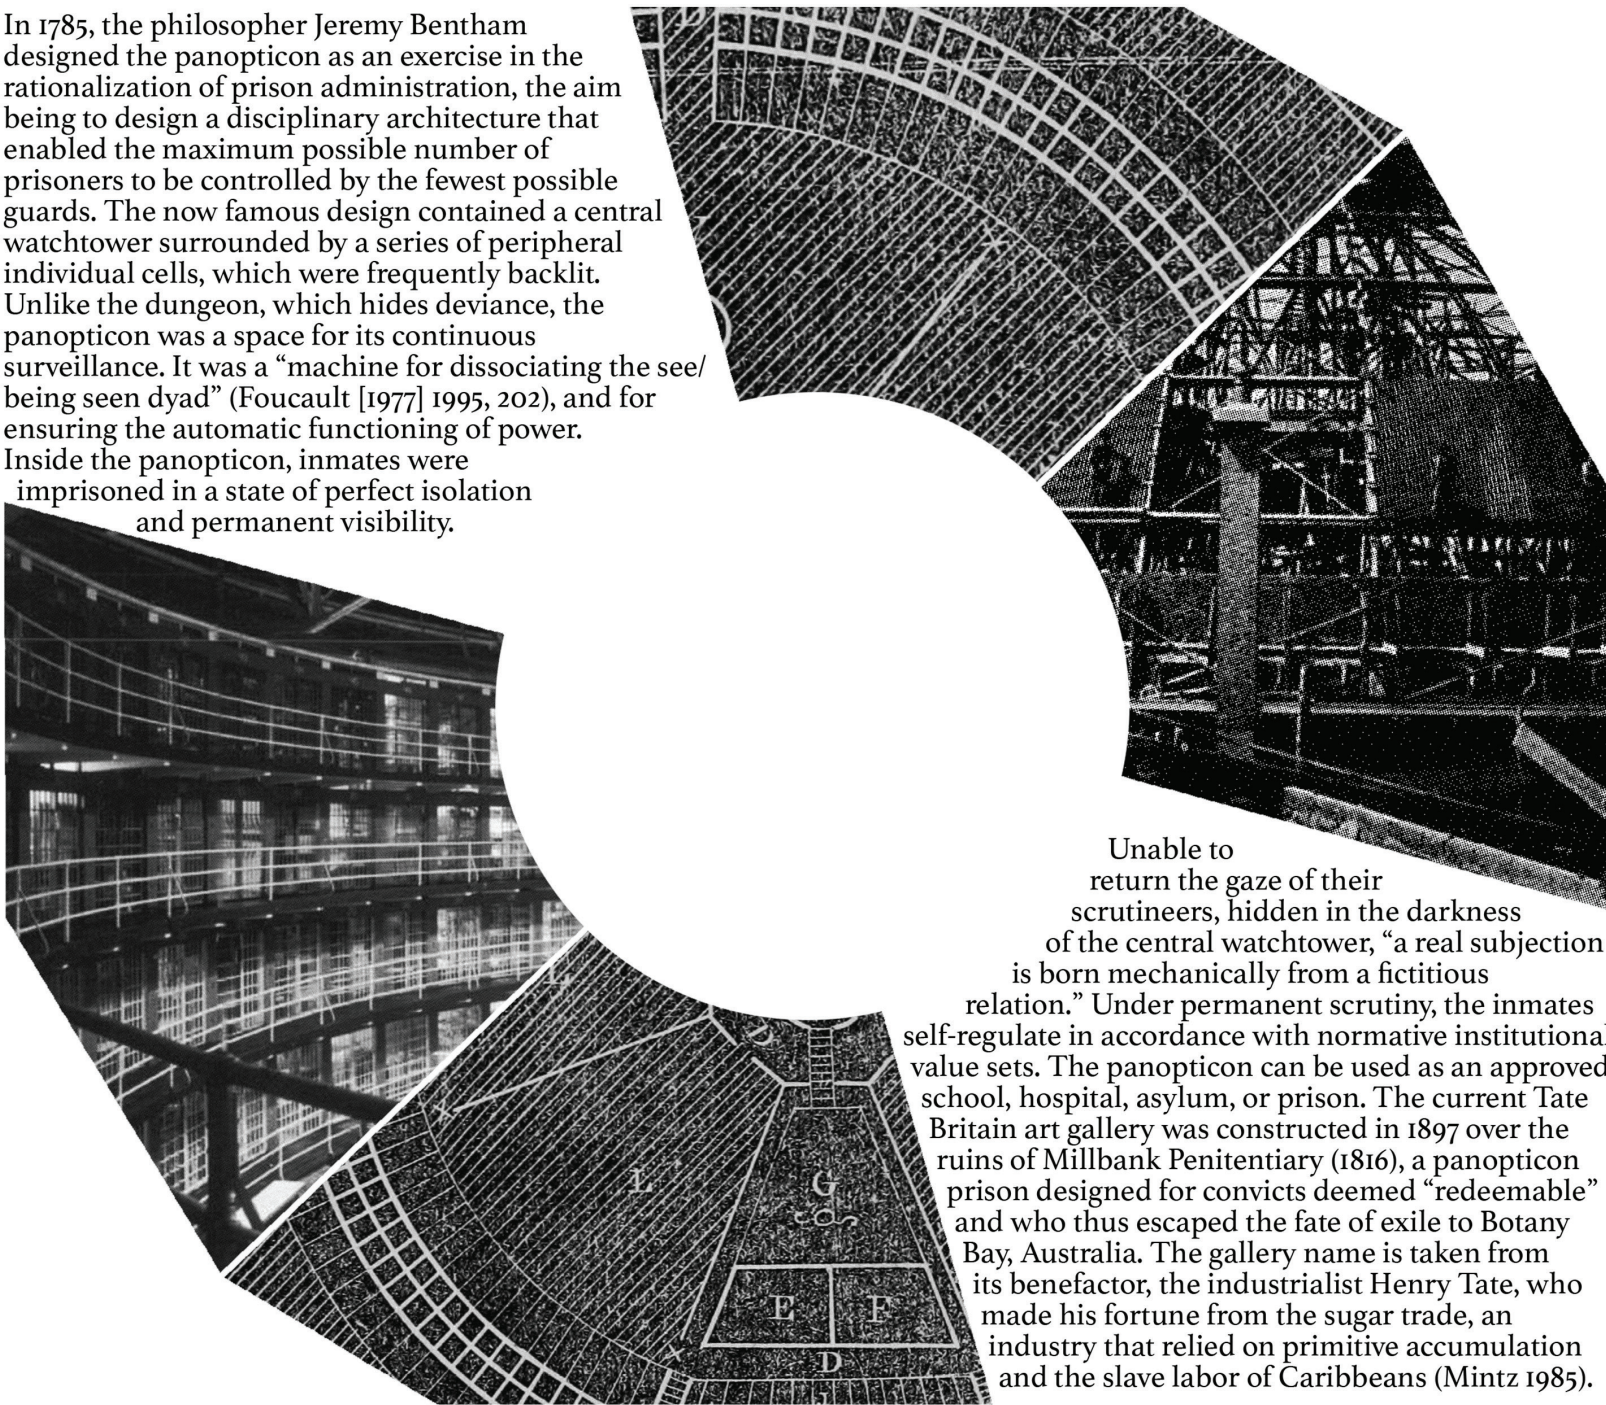 In 1785, the philosopher Jeremy Bentham
designed the panopticon as an exercise in the
rationalization of prison administration, the aim
being to design a disciplinary architecture that
enabled the maximum possible number of
prisoners to be controlled by the fewest possible
guards. The now famous design contained a central
watchtower surrounded by a series of peripheral
individual cells, which were frequently backlit.
Unlike the dungeon, which hides deviance, the
panopticon was a space for its continuous
surveillance. It was a “machine for dissociating the see/
being seen dyad” (Foucault [1977] 1995, 202), and for
ensuring the automatic functioning of power.
Inside the panopticon, inmates were
imprisoned in a state of perfect isolation
and permanent visibility.
Unable to
return the gaze of their
scrutineers, hidden in the darkness
of the central watchtower, “a real subjection
is born mechanically from a fictitious
relation.” Under permanent scrutiny, the inmates
self-regulate in accordance with normative institutional
value sets. The panopticon can be used as an approved
school, hospital, asylum, or prison. The current Tate
Britain art gallery was constructed in 1897 over the
ruins of Millbank Penitentiary (1816), a panopticon
prison designed for convicts deemed “redeemable”
and who thus escaped the fate of exile to Botany
Bay, Australia. The gallery name is taken from
its benefactor, the industrialist Henry Tate, who
made his fortune from the sugar trade, an
industry that relied on primitive accumulation
and the slave labor of Caribbeans (Mintz 1985).
L
G
E F
D